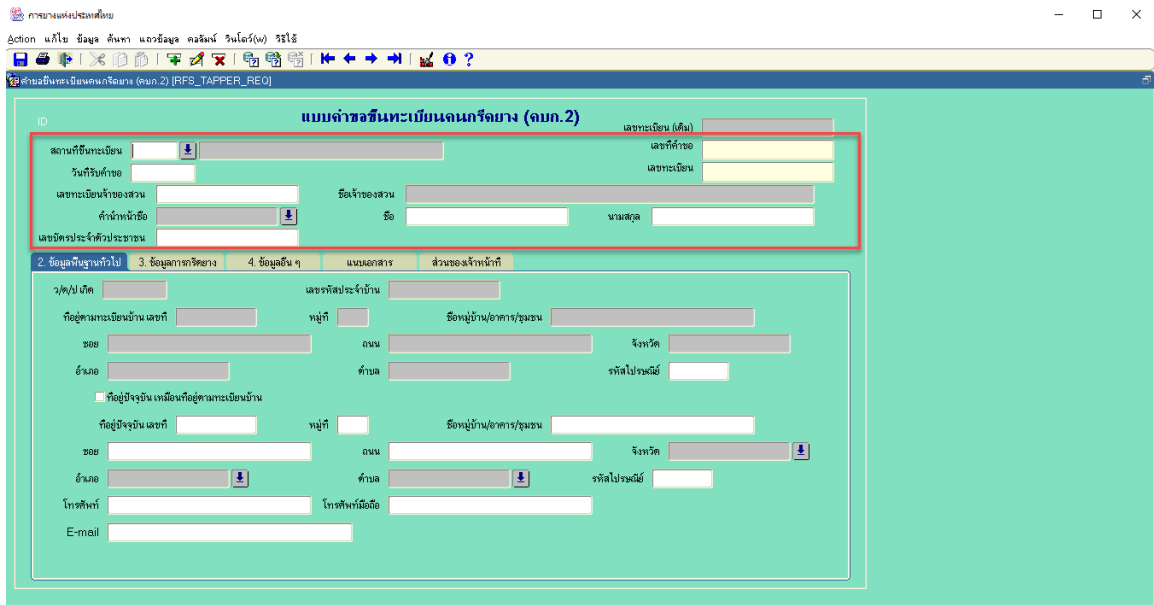 การยางแห่งประเทศไทย
Action แก้ไข ข้อมูล ค้นหา แถวข้อมูล คอลัมน์ วินโดว์(w) วิธีใช้
คำขอขึ้นทะเบียนคนกรีดยาง (คบก.2) [RFS_TAPPER_REQ]
ID แบบคำขอขึ้นทะเบียนคนกรีดยาง (คบก.2) เลขทะเบียน (เดิม)
สถานที่ขึ้นทะเบียน เลขที่คำขอ
วันที่รับคำขอ เลขทะเบียน
เลขทะเบียนเจ้าของสวน ชื่อเจ้าของสวน
คำนำหน้าชื่อ ชื่อ นามสกุล
เลขบัตรประจำตัวประชาชน
2. ข้อมูลพื้นฐานทั่วไป 3. ข้อมูลการกรีดยาง 4. ข้อมูลอื่น ๆ แนบเอกสาร ส่วนของเจ้าหน้าที่
ว/ด/ป เกิด เลขรหัสประจำบ้าน
ที่อยู่ตามทะเบียนบ้าน เลขที่ หมู่ที่ ชื่อหมู่บ้าน/อาคาร/ชุมชน
ซอย ถนน จังหวัด
อำเภอ ตำบล รหัสไปรษณีย์
ที่อยู่ปัจจุบัน เหมือนที่อยู่ตามทะเบียนบ้าน
ที่อยู่ปัจจุบัน เลขที่ หมู่ที่ ชื่อหมู่บ้าน/อาคาร/ชุมชน
ซอย ถนน จังหวัด
อำเภอ ตำบล รหัสไปรษณีย์
โทรศัพท์ โทรศัพท์มือถือ
E-mail